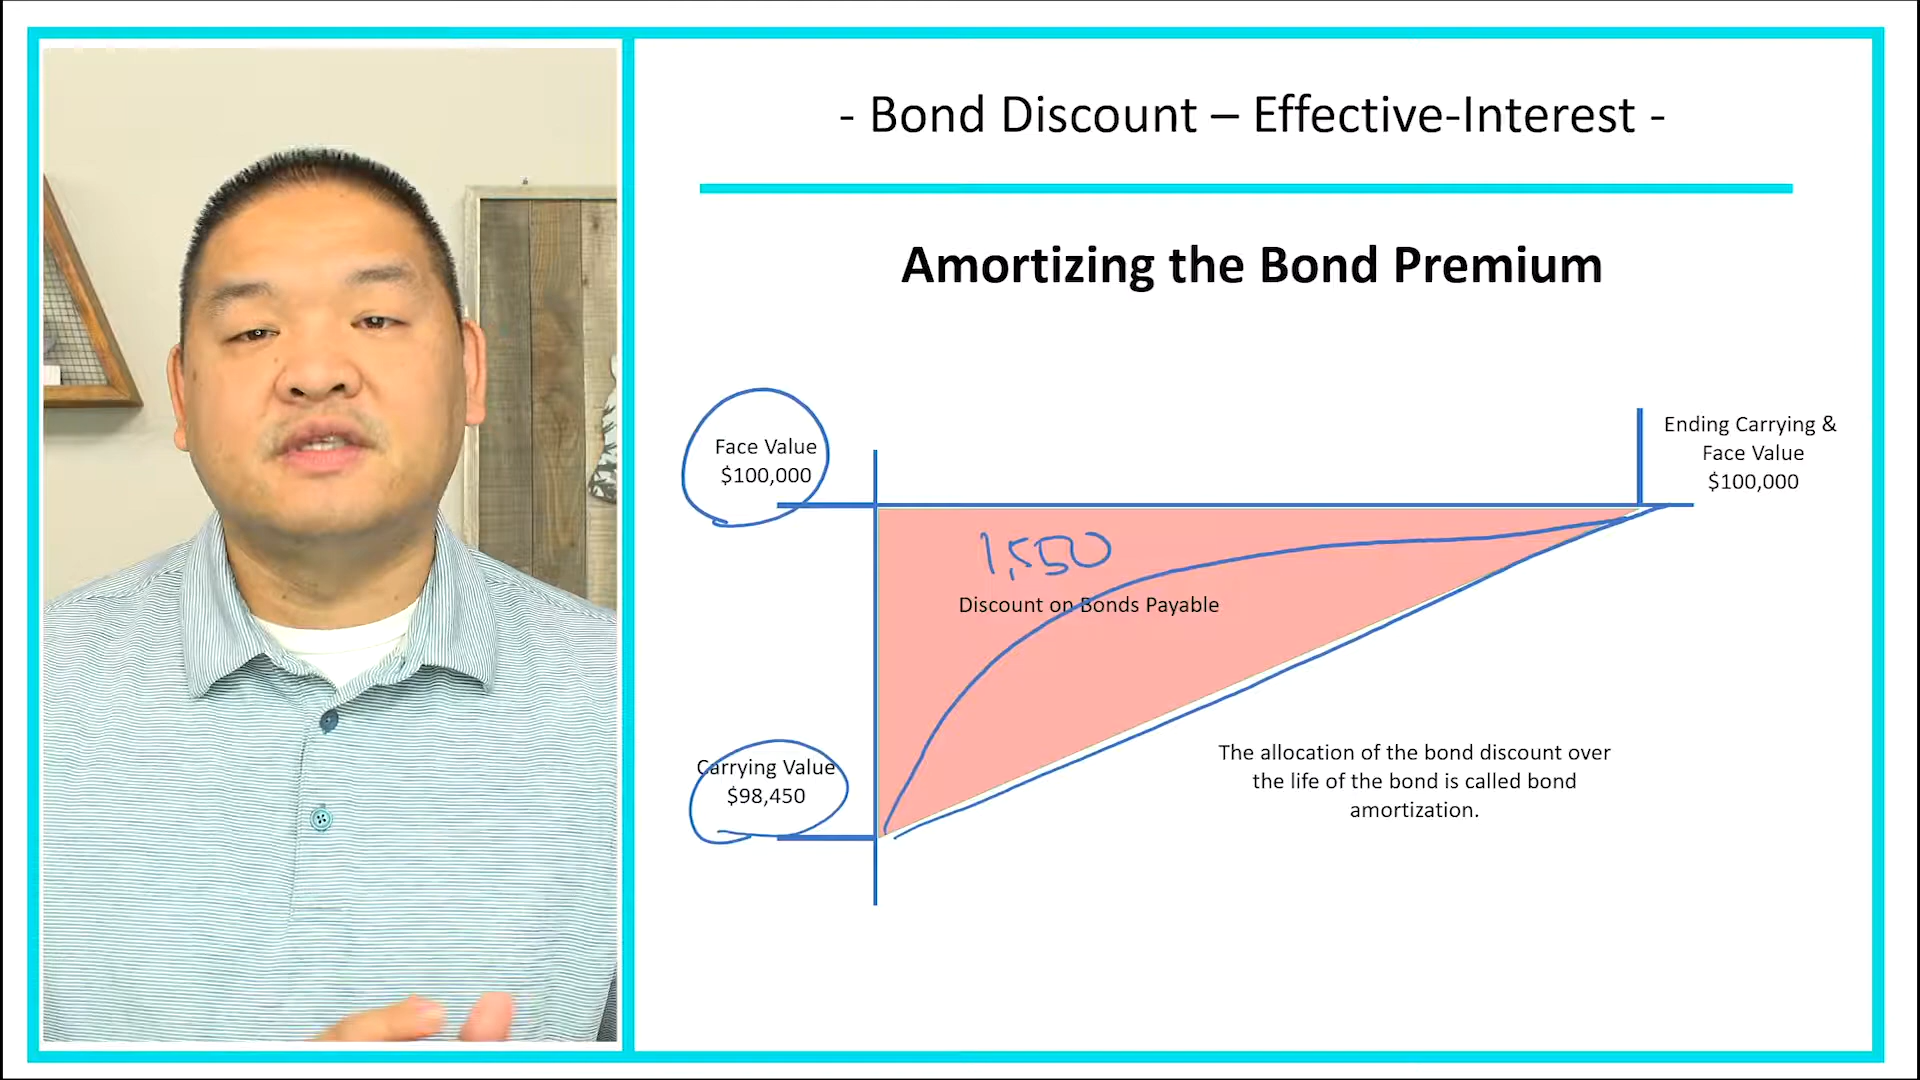 - Bond Discount – Effective-Interest -
Amortizing the Bond Premium
Face Value
$100,000
Ending Carrying &
Face Value
$100,000
1,550
Discount on Bonds Payable
Carrying Value
$98,450
The allocation of the bond discount over
the life of the bond is called bond
amortization.